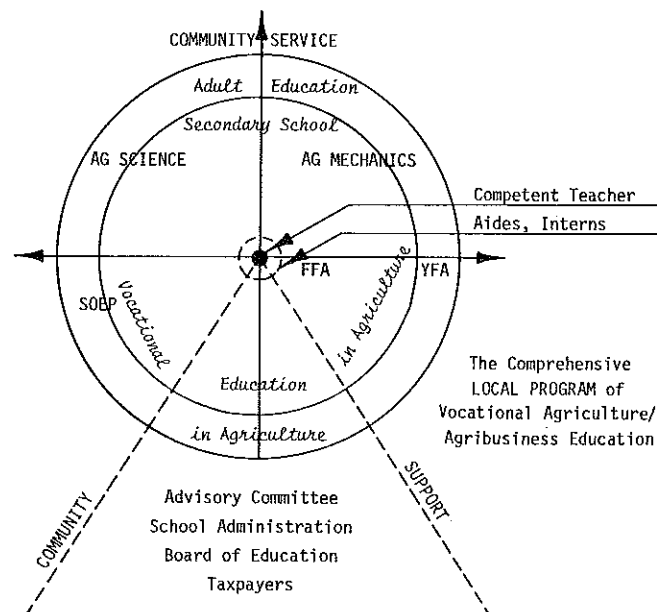 COMMUNITY SERVICE
Adult Education
Secondary School
AG SCIENCE
AG MECHANICS
Competent Teacher
Aides, Interns
FFA
YFA
SOEP
Vocational
Education
in Agriculture
in Agriculture
The Comprehensive
LOCAL PROGRAM of
Vocational Agriculture/
Agribusiness Education
COMMUNITY
SUPPORT
Advisory Committee
School Administration
Board of Education
Taxpayers